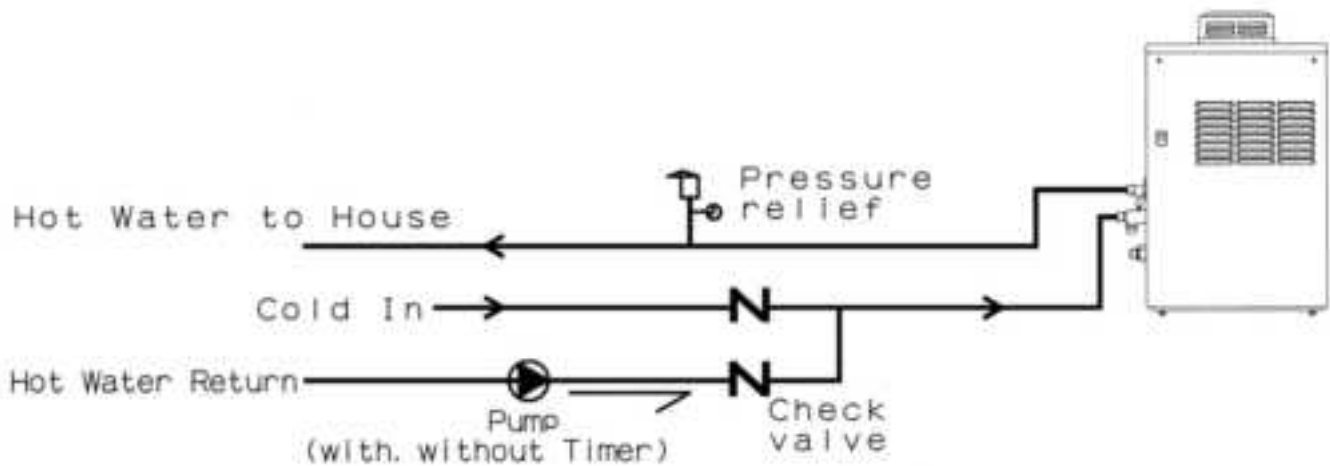 Pressure
relief
Hot Water to House
Cold In
Hot Water Return
Pump
(with. without Timer)
Check
valve